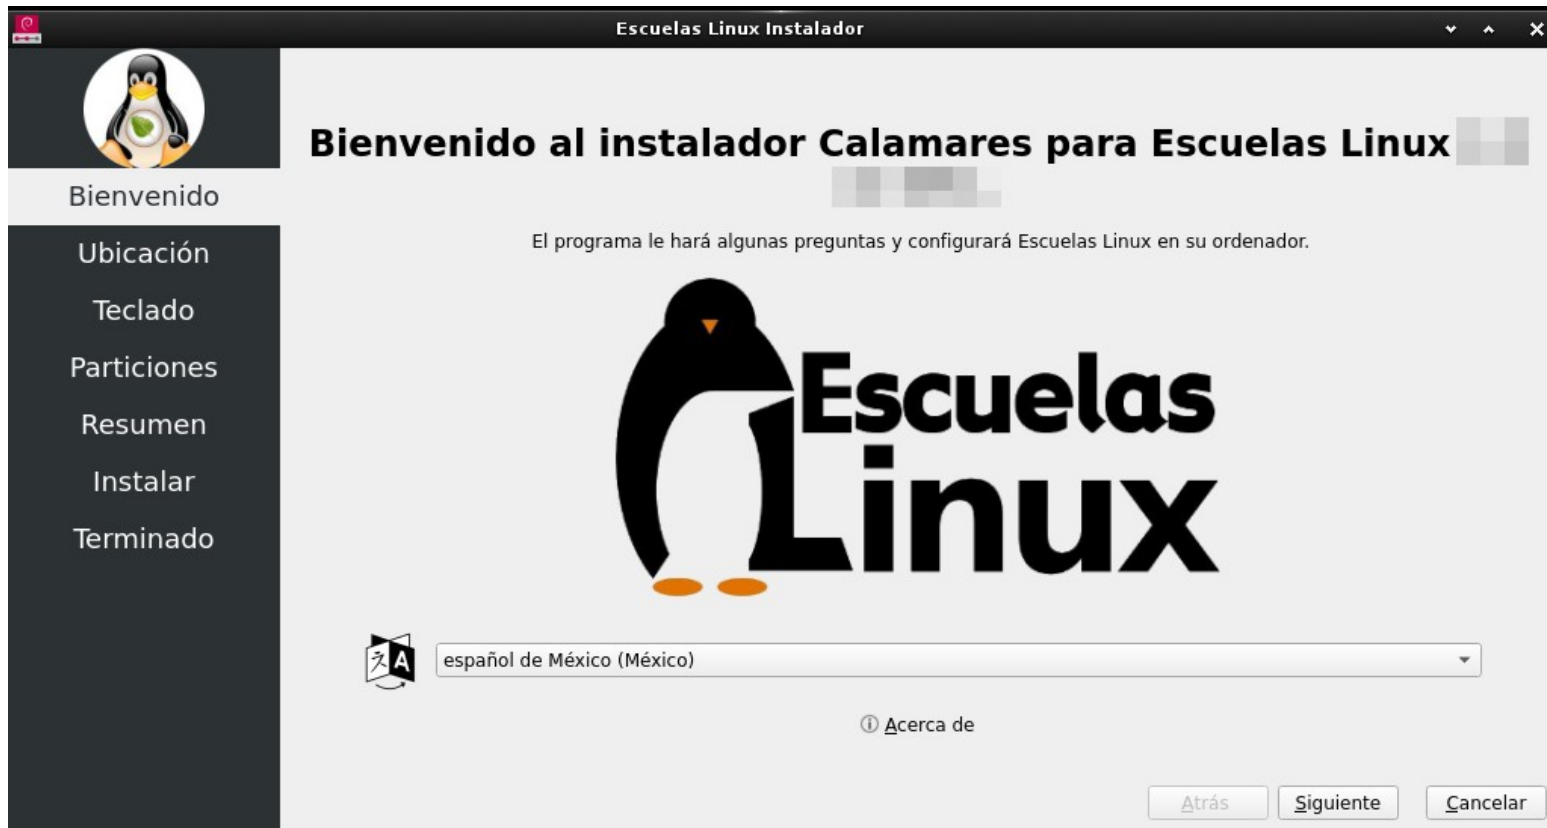 Escuelas Linux Instalador
Bienvenido al instalador Calamares para Escuelas Linux
El programa le hará algunas preguntas y configurará Escuelas Linux en su ordenador.
Bienvenido
Ubicación
Teclado
Particiones
Resumen
Instalar
Terminado
Escuelas
Linux
文A
español de México (México)
Acerca de
Atrás
Siguiente
Cancelar